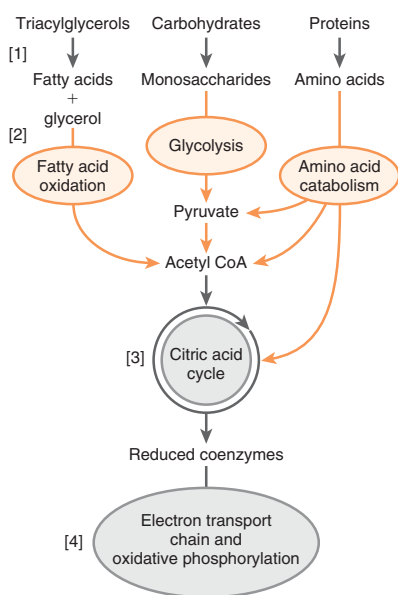 Triacylglycerols Carbohydrates Proteins
[1]
Fatty acids Monosaccharides Amino acids
+
glycerol
[2]
Fatty acid
oxidation
Glycolysis
Amino acid
catabolism
Pyruvate
Acetyl CoA
[3]
Citric acid
cycle
Reduced coenzymes
[4]
Electron transport
chain and
oxidative phosphorylation